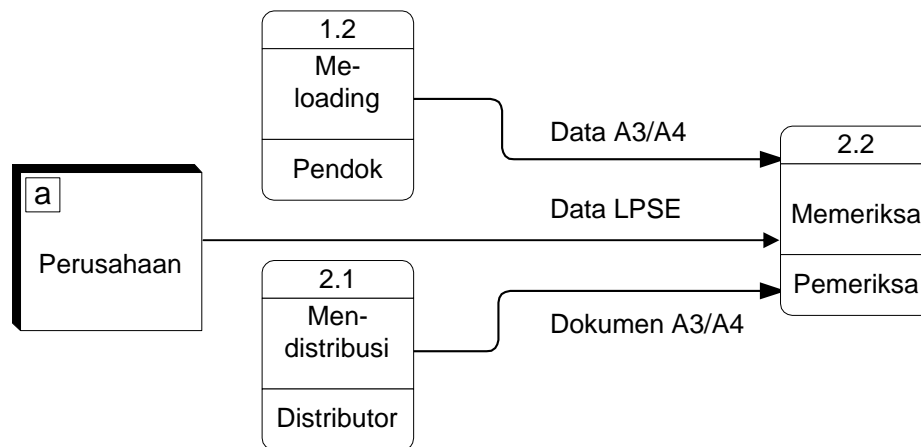 1.2
Me-
loading
Pendok
a
Perusahaan
2.1
Men-
distribusi
Distributor
Data A3/A4
Data LPSE
Dokumen A3/A4
2.2
Memeriksa
Pemeriksa